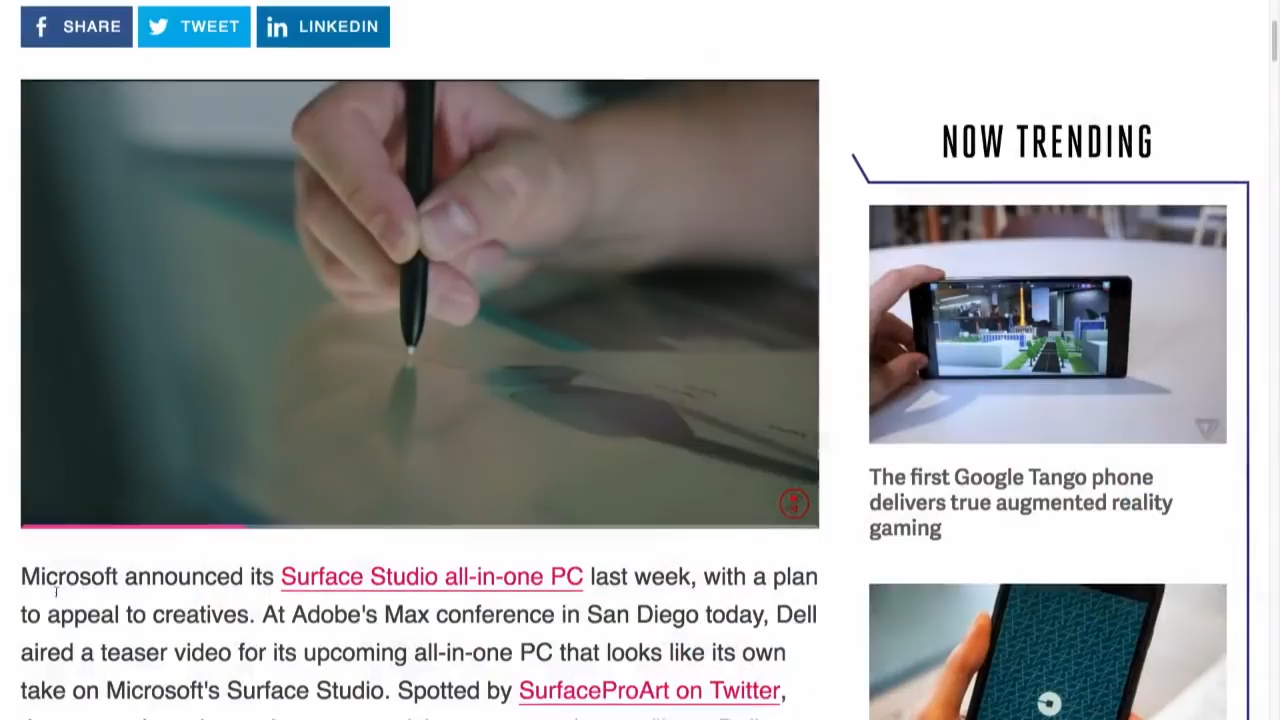 SHARE
TWEET
LINKEDIN
NOW TRENDING
The first Google Tango phone
delivers true augmented reality
gaming
Microsoft announced its Surface Studio all-in-one PC last week, with a plan
to appeal to creatives. At Adobe's Max conference in San Diego today, Dell
aired a teaser video for its upcoming all-in-one PC that looks like its own
take on Microsoft's Surface Studio. Spotted by SurfaceProArt on Twitter,